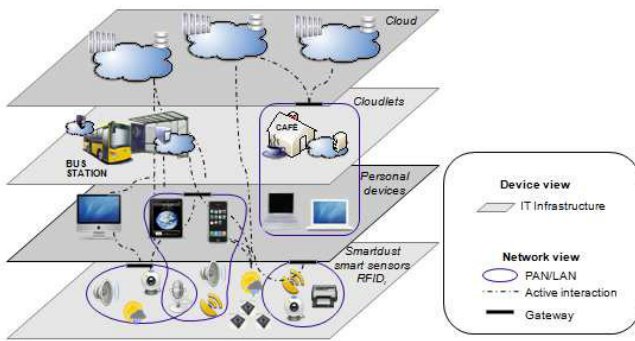 Cloud
Cloudlets
CAFÉ
BUS
STATION
Personal
devices
Device view
IT Infrastructure
Smartdust
smart sensors
RFID,
Network view
PAN/LAN
Active interaction
Gateway